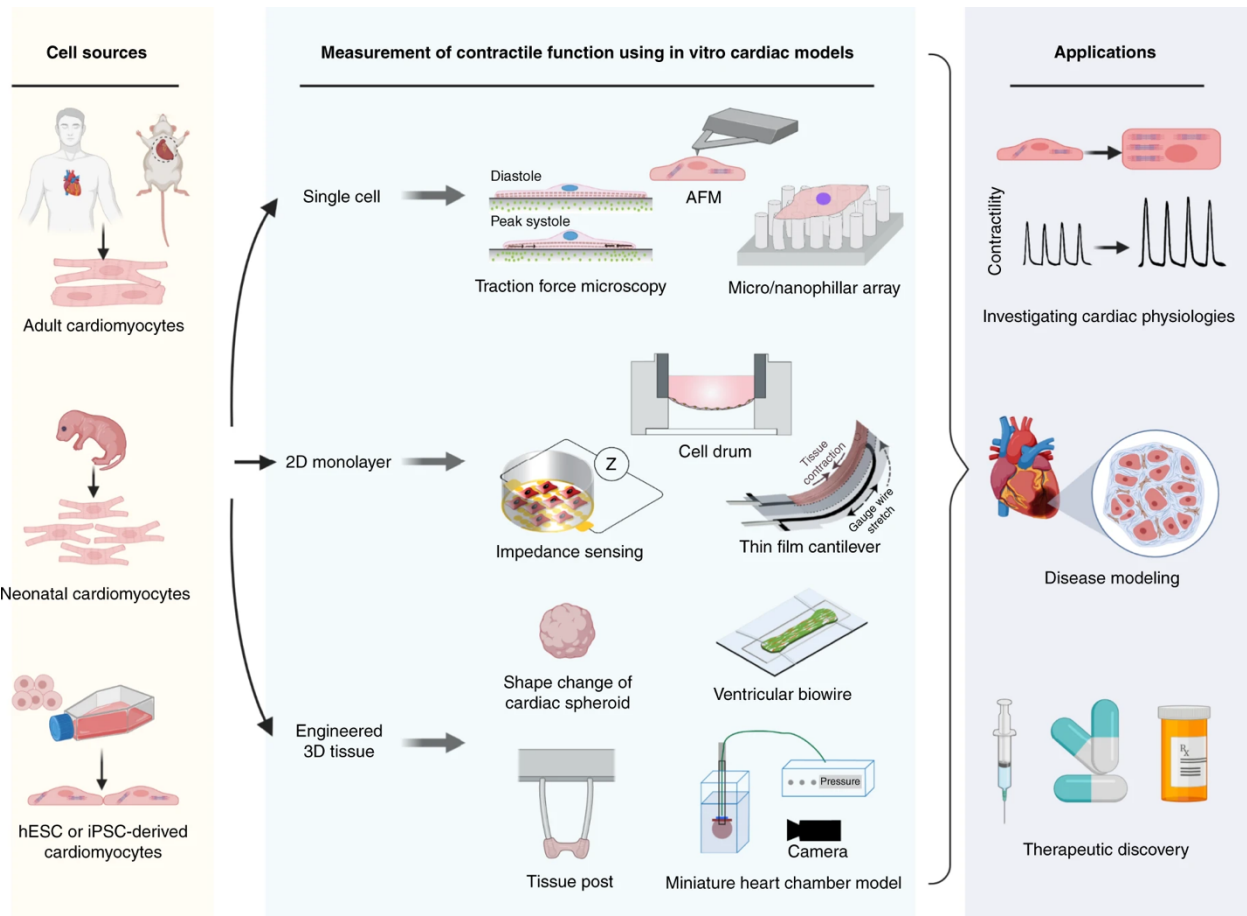 Cell sources
Adult cardiomyocytes
Neonatal cardiomyocytes
hESC or iPSC-derived
cardiomyocytes
Measurement of contractile function using in vitro cardiac models
Single cell
Diastole
Peak systole
Traction force microscopy
AFM
Micro/nanophillar array
2D monolayer
Cell drum
Z
Impedance sensing
Tissue
contraction
Gauge wire
stretch
Thin film cantilever
Engineered
3D tissue
Shape change of
cardiac spheroid
Ventricular biowire
Tissue post
Pressure
Camera
Miniature heart chamber model
Applications
Contractility
Investigating cardiac physiologies
Disease modeling
Rx
Therapeutic discovery